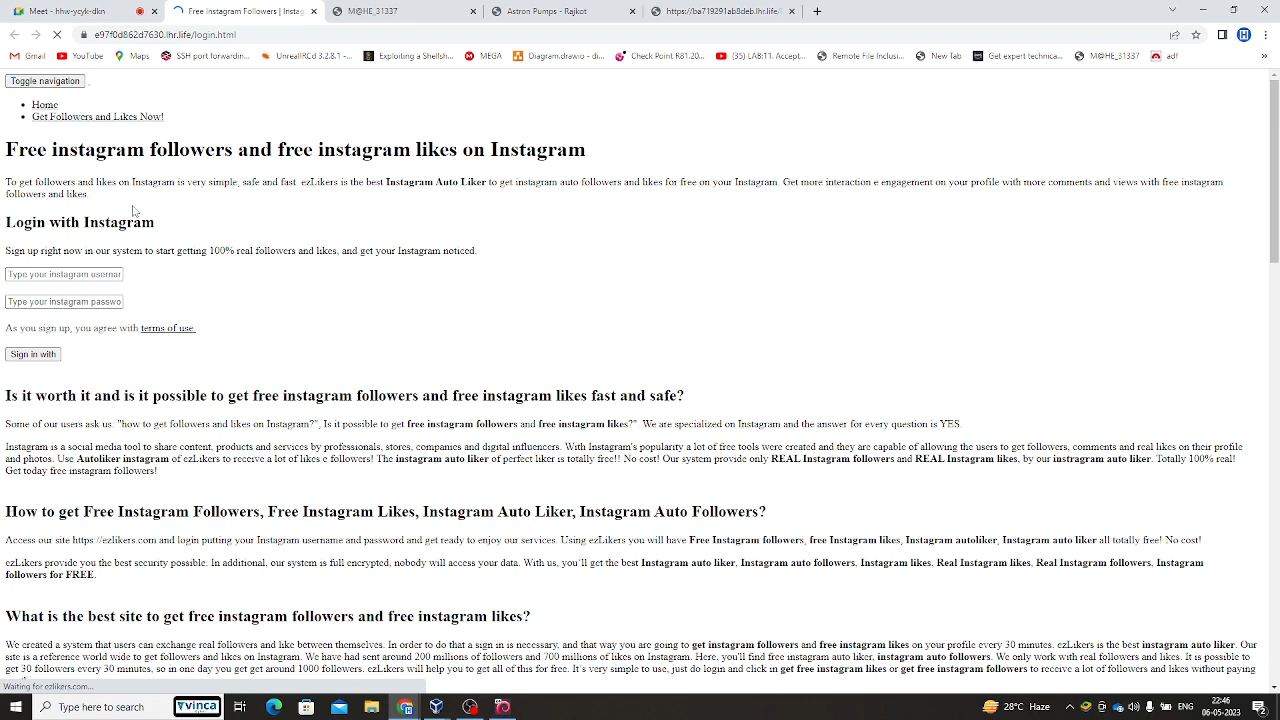 Meet - hhw-ycyk-dkn
Free Instagram Followers | Instag
M@HE_31337
Astron Pumps - Rajkot
https://ba719291ab8deb.lhr.life/l
e97f0d862d7630.lhr.life/login.html
Gmail
YouTube
Maps
SSH port forwardin...
UnrealIRCd 3.2.8.1 -...
Exploiting a Shellsh...
MEGA
Diagram.drawio - di...
Check Point R81.20...
(35) LAB:11. Accept...
Remote File Inclusi...
New Tab
Get expert technica...
M@HE_31337
adf
Toggle navigation
Home
Get Followers and Likes Now!
Free instagram followers and free instagram likes on Instagram
To get followers and likes on Instagram is very simple, safe and fast. ezLikers is the best Instagram Auto Liker to get instagram auto followers and likes for free on your Instagram. Get more interaction e engagement on your profile with more comments and views with free instagram
followers and likes.
Login with Instagram
Sign up right now in our system to start getting 100% real followers and likes, and get your Instagram noticed.
Type your instagram usernar
Type your instagram passwo
As you sign up, you agree with terms of use.
Sign in with
Is it worth it and is it possible to get free instagram followers and free instagram likes fast and safe?
Some of our users ask us: "how to get followers and likes on Instagram?", Is it possible to get free instagram followers and free instagram likes?" We are specialized on Instagram and the answer for every question is YES.
Instagram is a social media tool to share content, products and services by professionals, stores, companies and digital influencers. With Instagram's popularity a lot of free tools were created and they are capable of allowing the users to get followers, comments and real likes on their profile
and photos. Use Autoliker instagram of ezLikers to receive a lot of likes e followers! The instagram auto liker of perfect liker is totally free!! No cost! Our system provide only REAL Instagram followers and REAL Instagram likes, by our instragram auto liker. Totally 100% real!
Get today free instagram followers!
How to get Free Instagram Followers, Free Instagram Likes, Instagram Auto Liker, Instagram Auto Followers?
Access our site https://ezlikers.com and login putting your Instagram username and password and get ready to enjoy our services. Using ezLikers you will have Free Instagram followers, free Instagram likes, Instagram autoliker, Instagram auto liker all totally free! No cost!
ezLikers provide you the best security possible. In additional, our system is full encrypted, nobody will access your data. With us, you´ll get the best Instagram auto liker, Instagram auto followers, Instagram likes, Real Instagram likes, Real Instagram followers, Instagram
followers for FREE.
What is the best site to get free instagram followers and free instagram likes?
We created a system that users can exchange real followers and like between themselves. In order to do that a sign in is necessary, and that way you are going to get instagram followers and free instagram likes on your profile every 30 minutes. ezLikers is the best instagram auto liker. Our
site is a reference world wide to get followers and likes on Instagram. We have had sent around 200 millions of followers and 700 millions of likes on Instagram. Here, you'll find free instagram auto liker, instagram auto followers. We only work with real followers and likes. It is possible to
get 30 followers every 30 minutes, so in one day you get get around 1000 followers. ezLikers will help you to get all of this for free. It´s very simple to use, just do login and click in get free instagram likes or get free instagram followers to receive a lot of followers and likes without paying
Waiting for ezlikers.com...
Type here to search
vinca
28°C Haze
ENG
22:46
06-05-2023